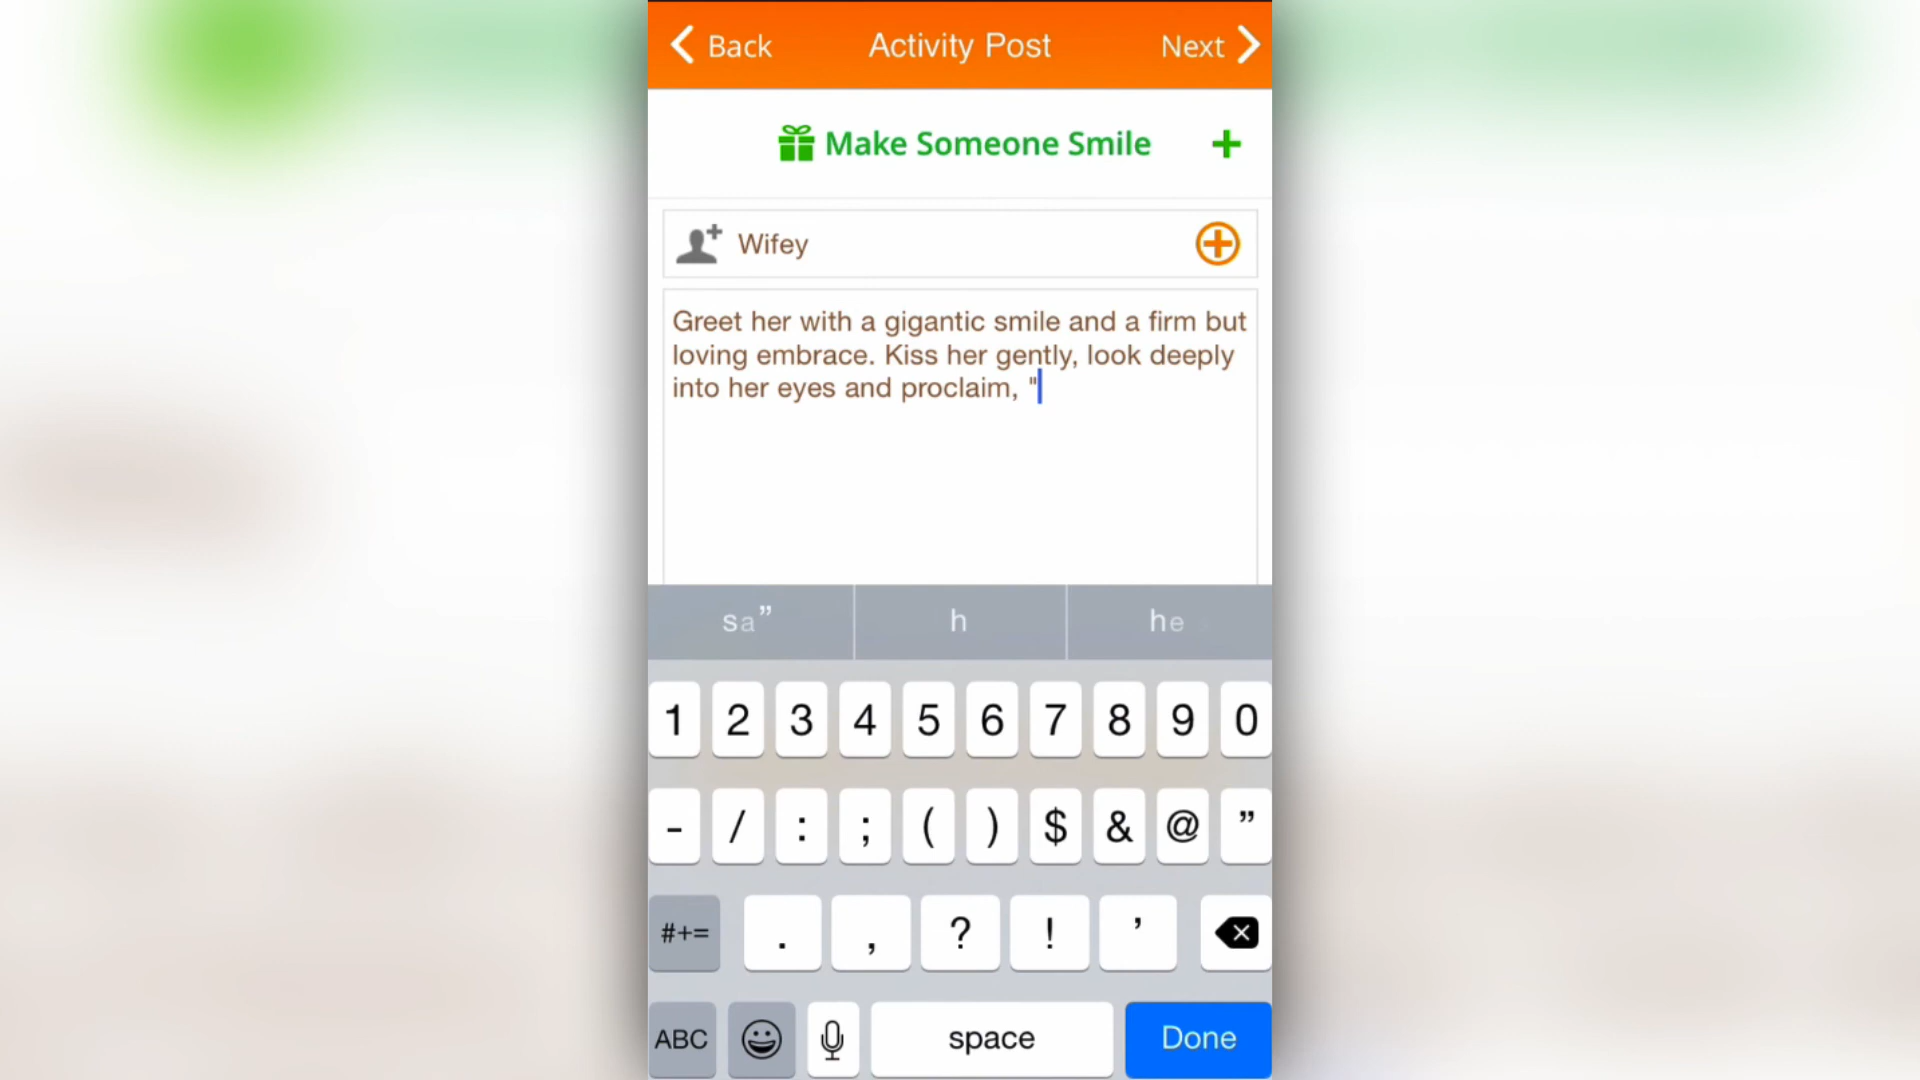 Back Activity Post Next
Make Someone Smile +
Wifey
Greet her with a gigantic smile and a firm but
loving embrace. Kiss her gently, look deeply
into her eyes and proclaim, "
sa” h he
1 2 3 4 5 6 7 8 9 0
- / : ; ( ) $ & @ ”
#+= . , ? ! ’
ABC space Done